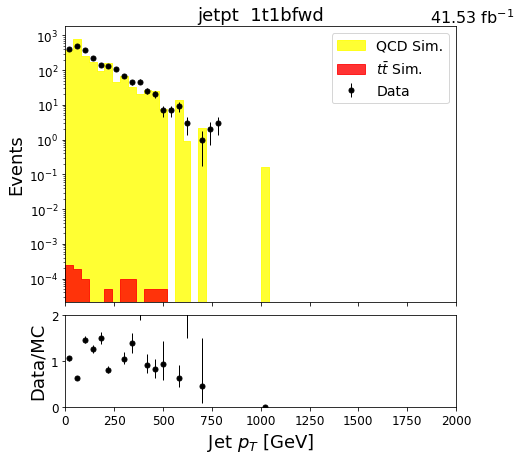 jetpt 1t1bfwd
41.53 fb⁻¹
QCD Sim.
tt̄ Sim.
Data
Events
10³
10²
10¹
10⁰
10⁻¹
10⁻²
10⁻³
10⁻⁴
Data/MC
2
1
0
0 250 500 750 1000 1250 1500 1750 2000
Jet p_T [GeV]